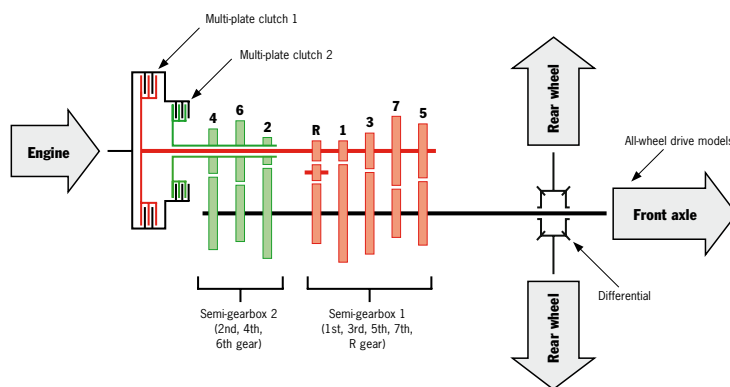 Multi-plate clutch 1
Multi-plate clutch 2
4
6
2
R
1
3
7
5
Engine
Rear wheel
All-wheel drive models
Front axle
Differential
Rear wheel
Semi-gearbox 2
(2nd, 4th,
6th gear)
Semi-gearbox 1
(1st, 3rd, 5th, 7th,
R gear)